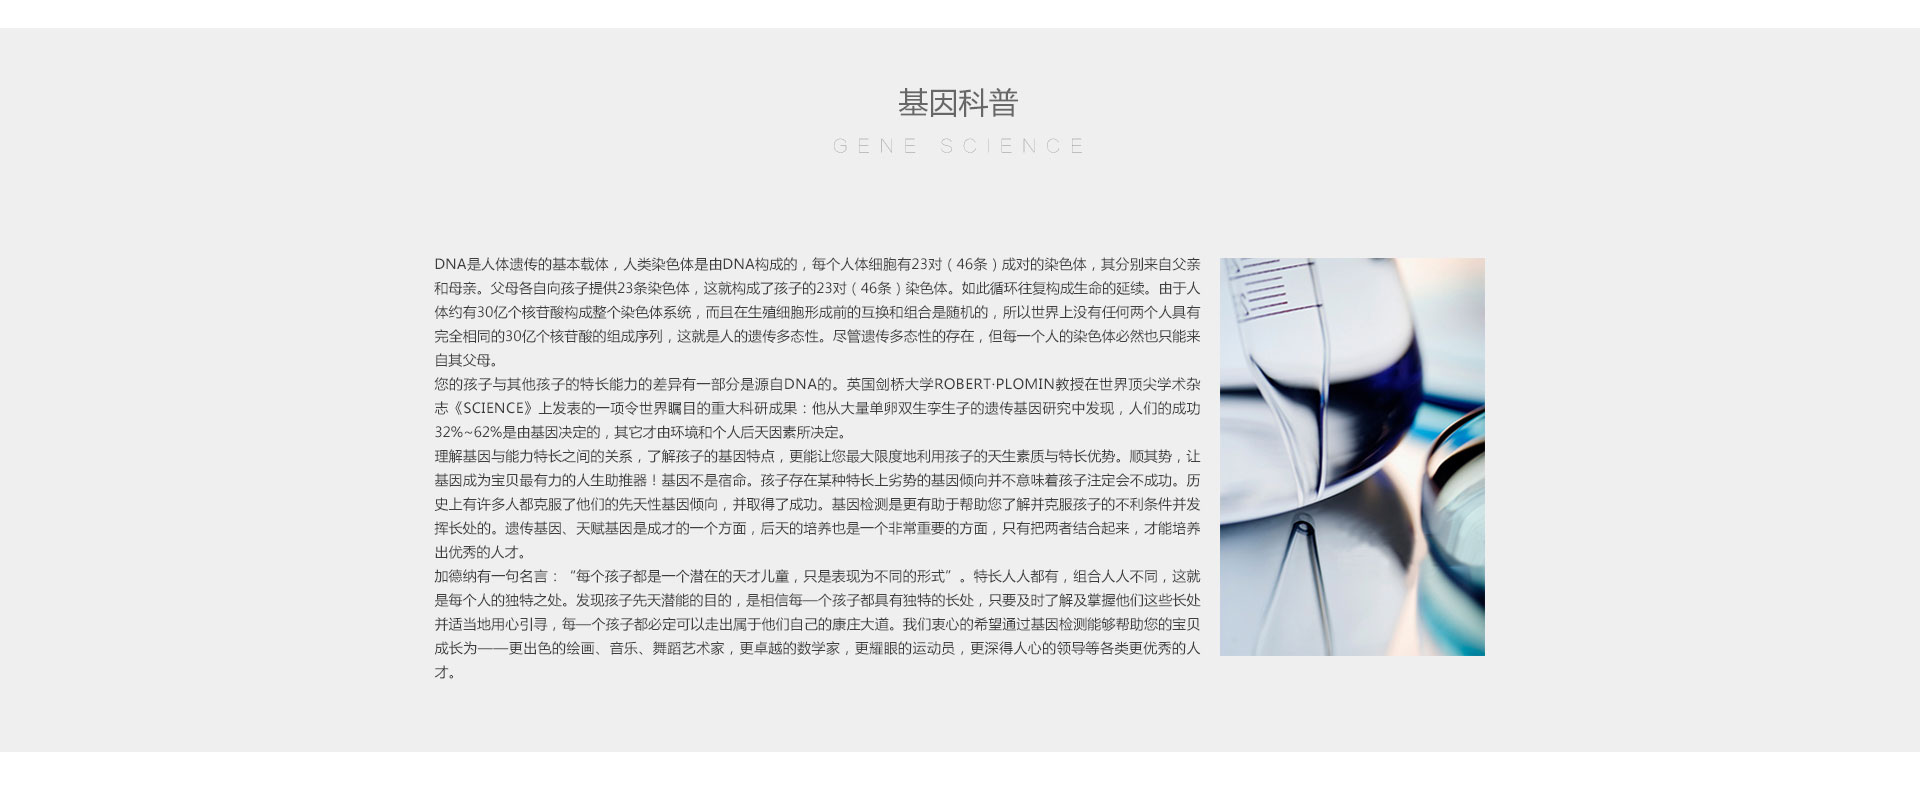 基因科普
GENE SCIENCE
DNA是人体遗传的基本载体，人类染色体是由DNA构成的，每个人体细胞有23对（46条）成对的染色体，其分别来自父亲
和母亲。父母各自向孩子提供23条染色体，这就构成了孩子的23对（46条）染色体。如此循环往复构成生命的延续。由于人
体约有30亿个核苷酸构成整个染色体系统，而且在生殖细胞形成前的互换和组合是随机的，所以世界上没有任何两个人具有
完全相同的30亿个核苷酸的组成序列，这就是人的遗传多态性。尽管遗传多态性的存在，但每一个人的染色体必然也只能来
自其父母。
您的孩子与其他孩子的特长能力的差异有一部分是源自DNA的。英国剑桥大学ROBERT·PLOMIN教授在世界顶尖学术杂
志《SCIENCE》上发表的一项令世界瞩目的重大科研成果：他从大量单卵双生孪生子的遗传基因研究中发现，人们的成功
32%~62%是由基因决定的，其它才由环境和个人后天因素所决定。
理解基因与能力特长之间的关系，了解孩子的基因特点，更能让您最大限度地利用孩子的天生素质与特长优势。顺其势，让
基因成为宝贝最有力的人生助推器！基因不是宿命。孩子存在某种特长上劣势的基因倾向并不意味着孩子注定会不成功。历
史上有许多人都克服了他们的先天性基因倾向，并取得了成功。基因检测是更有助于帮助您了解并克服孩子的不利条件并发
挥长处的。遗传基因、天赋基因是成才的一个方面，后天的培养也是一个非常重要的方面，只有把两者结合起来，才能培养
出优秀的人才。
加德纳有一句名言：“每个孩子都是一个潜在的天才儿童，只是表现为不同的形式”。特长人人都有，组合人人不同，这就
是每个人的独特之处。发现孩子先天潜能的目的，是相信每一个孩子都具有独特的长处，只要及时了解及掌握他们这些长处
并适当地用心引寻，每一个孩子都必定可以走出属于他们自己的康庄大道。我们衷心的希望通过基因检测能够帮助您的宝贝
成长为——更出色的绘画、音乐、舞蹈艺术家，更卓越的数学家，更耀眼的运动员，更深得人心的领导等各类更优秀的人
才。